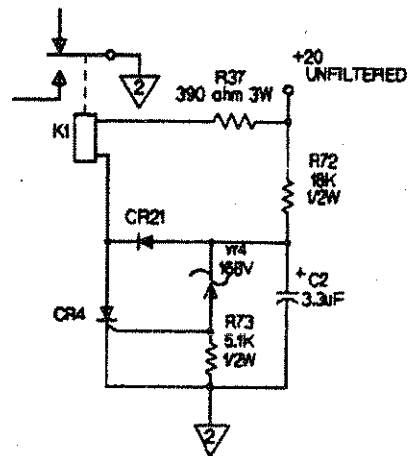 2
+20
UNFILTERED
R37
390 ohm 3W
K1
R72
18K
1/2W
CR21
VR4
168V
+
C2
3.3uF
CR4
R73
5.1K
1/2W
2